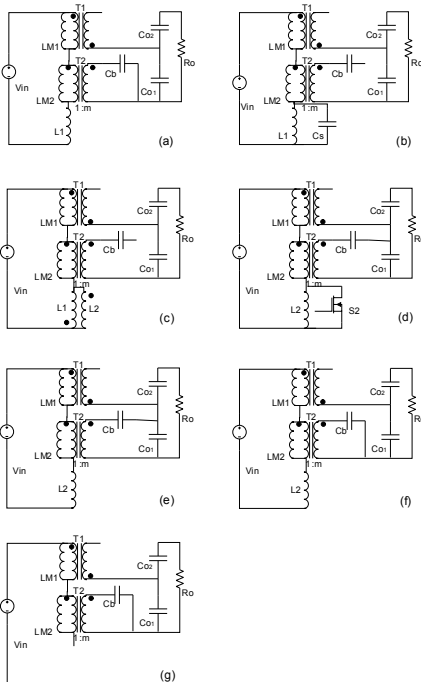 T1
Co2
LM1
Ro
T2
Cb
Vin
Co1
LM2
1:m
L1
(a)
T1
Co2
LM1
Ro
T2
Cb
Vin
Co1
LM2
1:m
L1
Cs
(b)
T1
Co2
LM1
Ro
T2
Cb
Co1
Vin
LM2
1:m
L1
L2
(c)
T1
Co2
LM1
Ro
T2
Cb
Co1
Vin
LM2
1:m
L2
S2
(d)
T1
Co2
LM1
Ro
T2
Cb
LM2
Co1
Vin
1:m
L2
(e)
T1
Co2
LM1
Ro
T2
Cb
LM2
Co1
Vin
1:m
L2
(f)
T1
Co2
LM1
Ro
T2
Cb
Co1
LM2
Vin
1:m
(g)